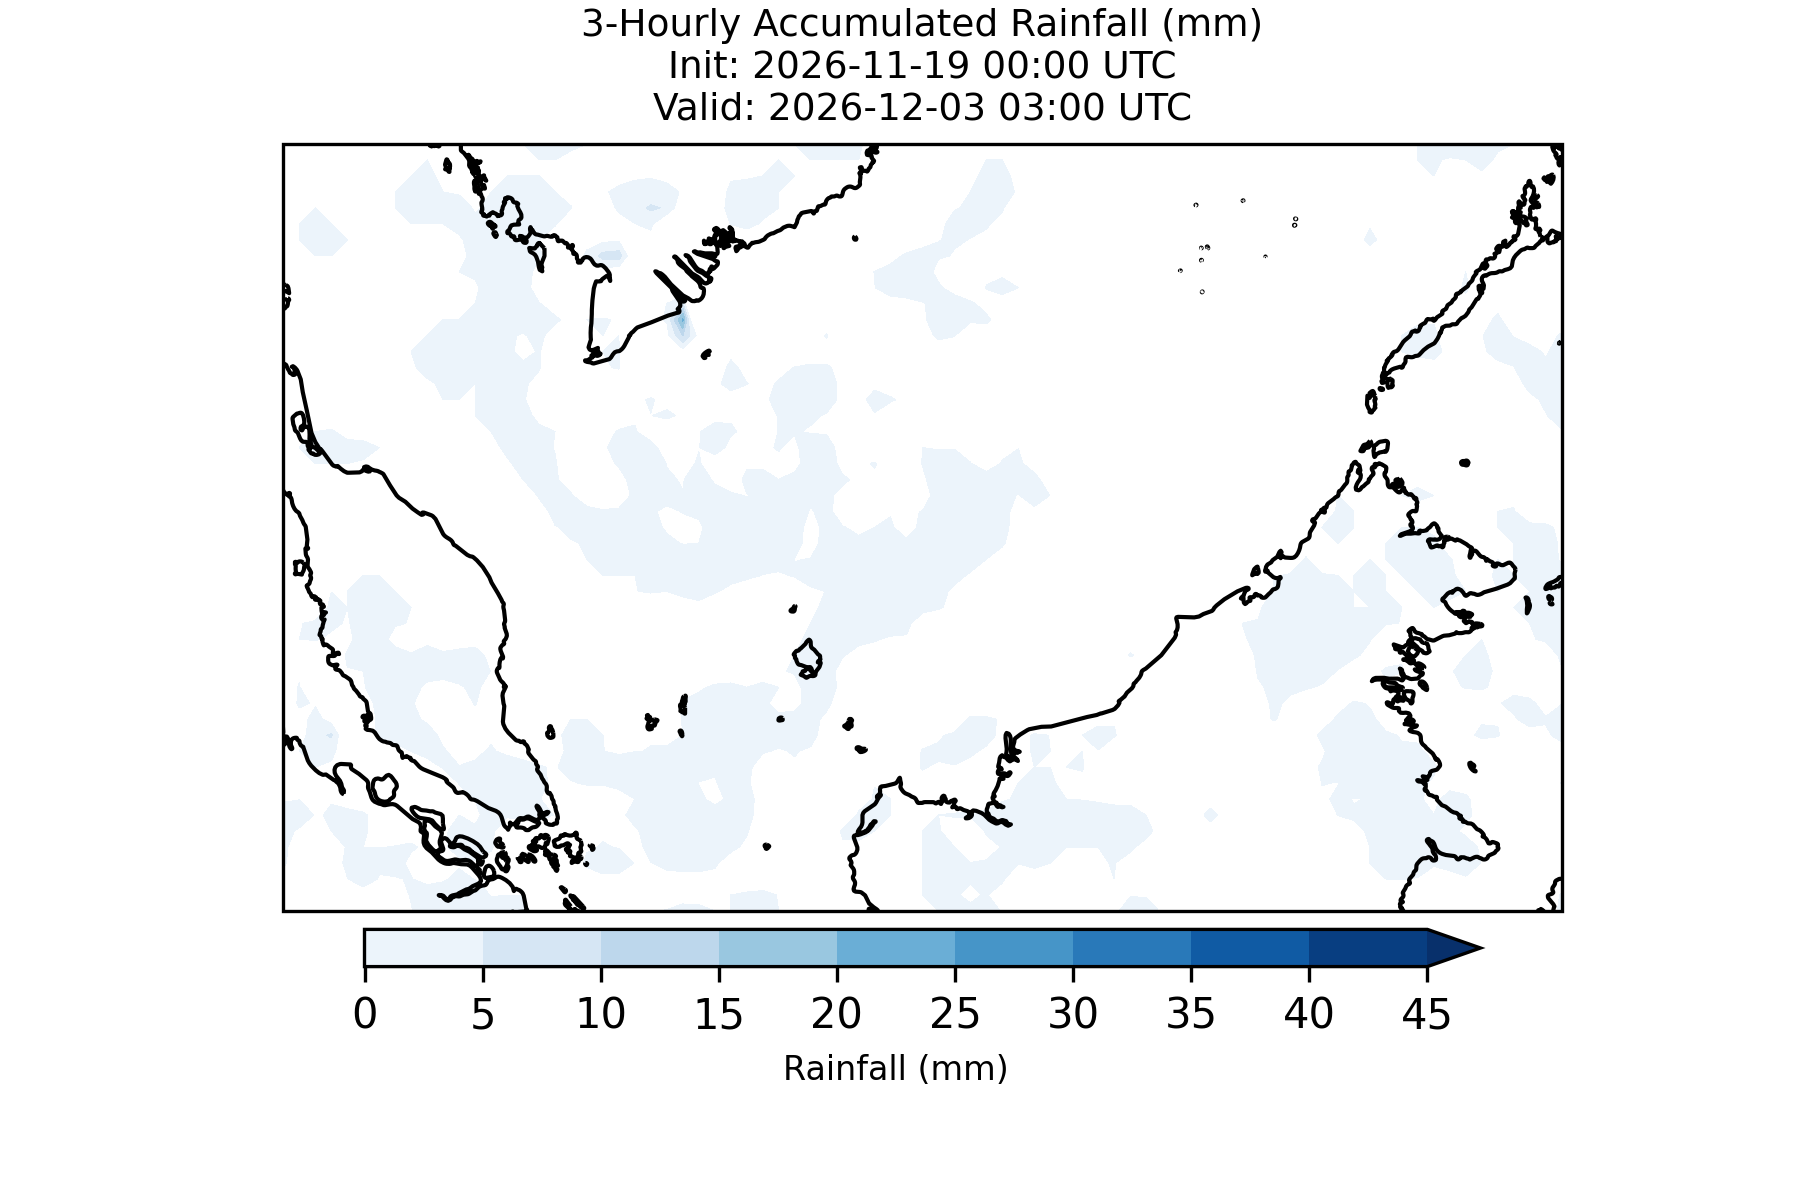 3-Hourly Accumulated Rainfall (mm)
Init: 2026-11-19 00:00 UTC
Valid: 2026-12-03 03:00 UTC
0 5 10 15 20 25 30 35 40 45
Rainfall (mm)